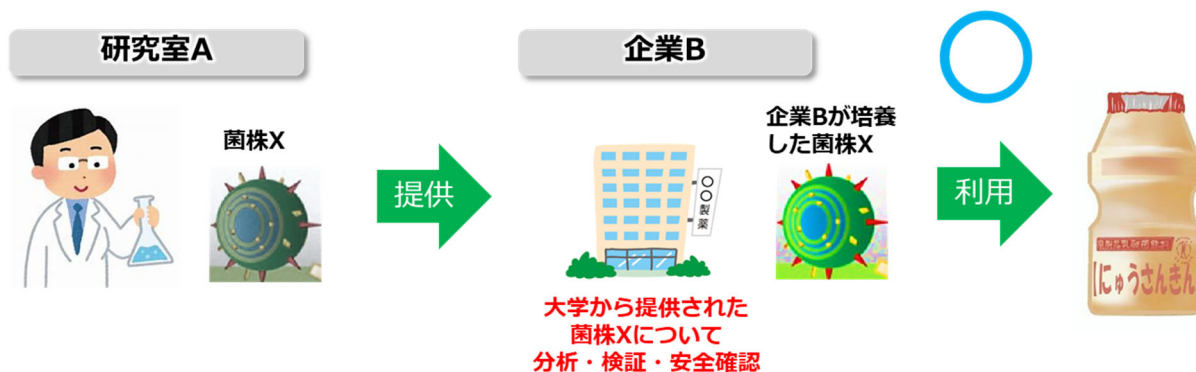 研究室A
企業B
菌株X
提供
〇〇製薬
企業Bが培養
した菌株X
利用
にゅうさんきん
大学から提供された
菌株Xについて
分析・検証・安全確認